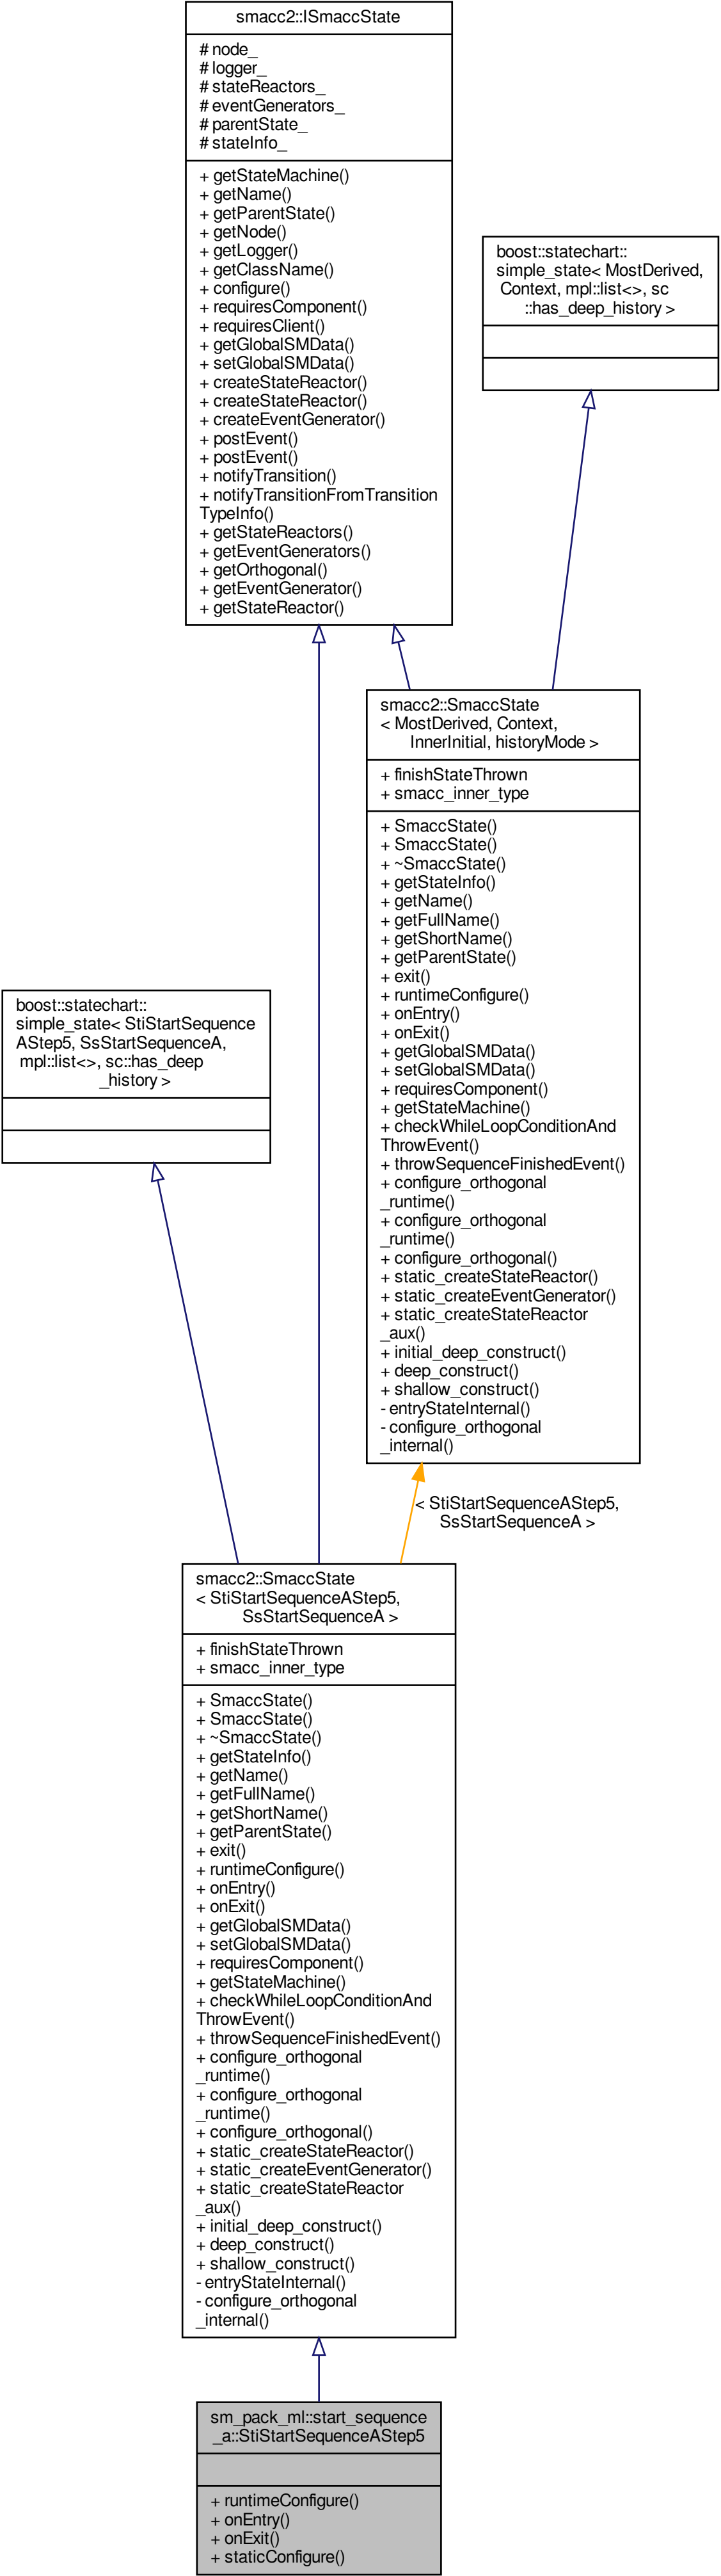 smacc2::ISmaccState
# node_
# logger_
# stateReactors_
# eventGenerators_
# parentState_
# stateInfo_
+ getStateMachine()
+ getName()
+ getParentState()
+ getNode()
+ getLogger()
+ getClassName()
+ configure()
+ requiresComponent()
+ requiresClient()
+ getGlobalSMData()
+ setGlobalSMData()
+ createStateReactor()
+ createStateReactor()
+ createEventGenerator()
+ postEvent()
+ postEvent()
+ notifyTransition()
+ notifyTransitionFromTransition
TypeInfo()
+ getStateReactors()
+ getEventGenerators()
+ getOrthogonal()
+ getEventGenerator()
+ getStateReactor()
boost::statechart::
simple_state< MostDerived,
Context, mpl::list<>, sc
::has_deep_history >
smacc2::SmaccState
< MostDerived, Context,
InnerInitial, historyMode >
+ finishStateThrown
+ smacc_inner_type
+ SmaccState()
+ SmaccState()
+ ~SmaccState()
+ getStateInfo()
+ getName()
+ getFullName()
+ getShortName()
+ getParentState()
+ exit()
+ runtimeConfigure()
+ onEntry()
+ onExit()
+ getGlobalSMData()
+ setGlobalSMData()
+ requiresComponent()
+ getStateMachine()
+ checkWhileLoopConditionAnd
ThrowEvent()
+ throwSequenceFinishedEvent()
+ configure_orthogonal
_runtime()
+ configure_orthogonal
_runtime()
+ configure_orthogonal()
+ static_createStateReactor()
+ static_createEventGenerator()
+ static_createStateReactor
_aux()
+ initial_deep_construct()
+ deep_construct()
+ shallow_construct()
- entryStateInternal()
- configure_orthogonal
_internal()
boost::statechart::
simple_state< StiStartSequence
AStep5, SsStartSequenceA,
mpl::list<>, sc::has_deep
_history >
< StiStartSequenceAStep5,
SsStartSequenceA >
smacc2::SmaccState
< StiStartSequenceAStep5,
SsStartSequenceA >
+ finishStateThrown
+ smacc_inner_type
+ SmaccState()
+ SmaccState()
+ ~SmaccState()
+ getStateInfo()
+ getName()
+ getFullName()
+ getShortName()
+ getParentState()
+ exit()
+ runtimeConfigure()
+ onEntry()
+ onExit()
+ getGlobalSMData()
+ setGlobalSMData()
+ requiresComponent()
+ getStateMachine()
+ checkWhileLoopConditionAnd
ThrowEvent()
+ throwSequenceFinishedEvent()
+ configure_orthogonal
_runtime()
+ configure_orthogonal
_runtime()
+ configure_orthogonal()
+ static_createStateReactor()
+ static_createEventGenerator()
+ static_createStateReactor
_aux()
+ initial_deep_construct()
+ deep_construct()
+ shallow_construct()
- entryStateInternal()
- configure_orthogonal
_internal()
sm_pack_ml::start_sequence
_a::StiStartSequenceAStep5
+ runtimeConfigure()
+ onEntry()
+ onExit()
+ staticConfigure()